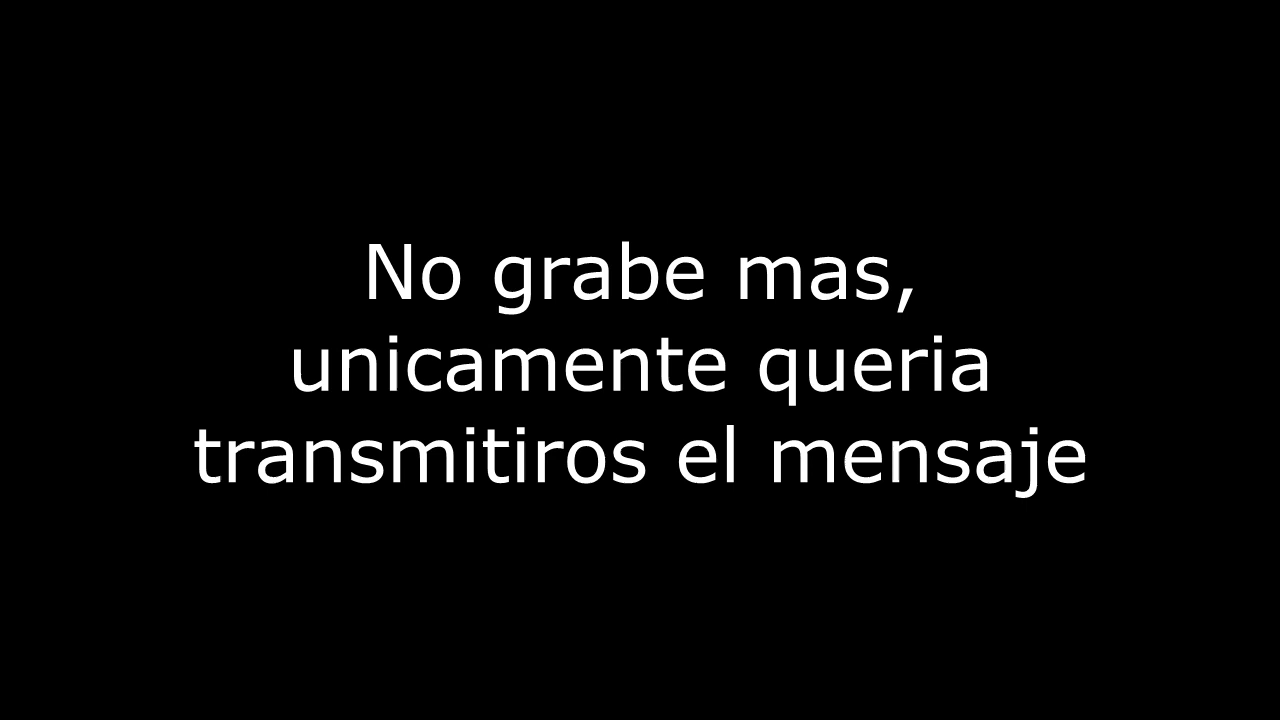 No grabe mas,
unicamente queria
transmitiros el mensaje